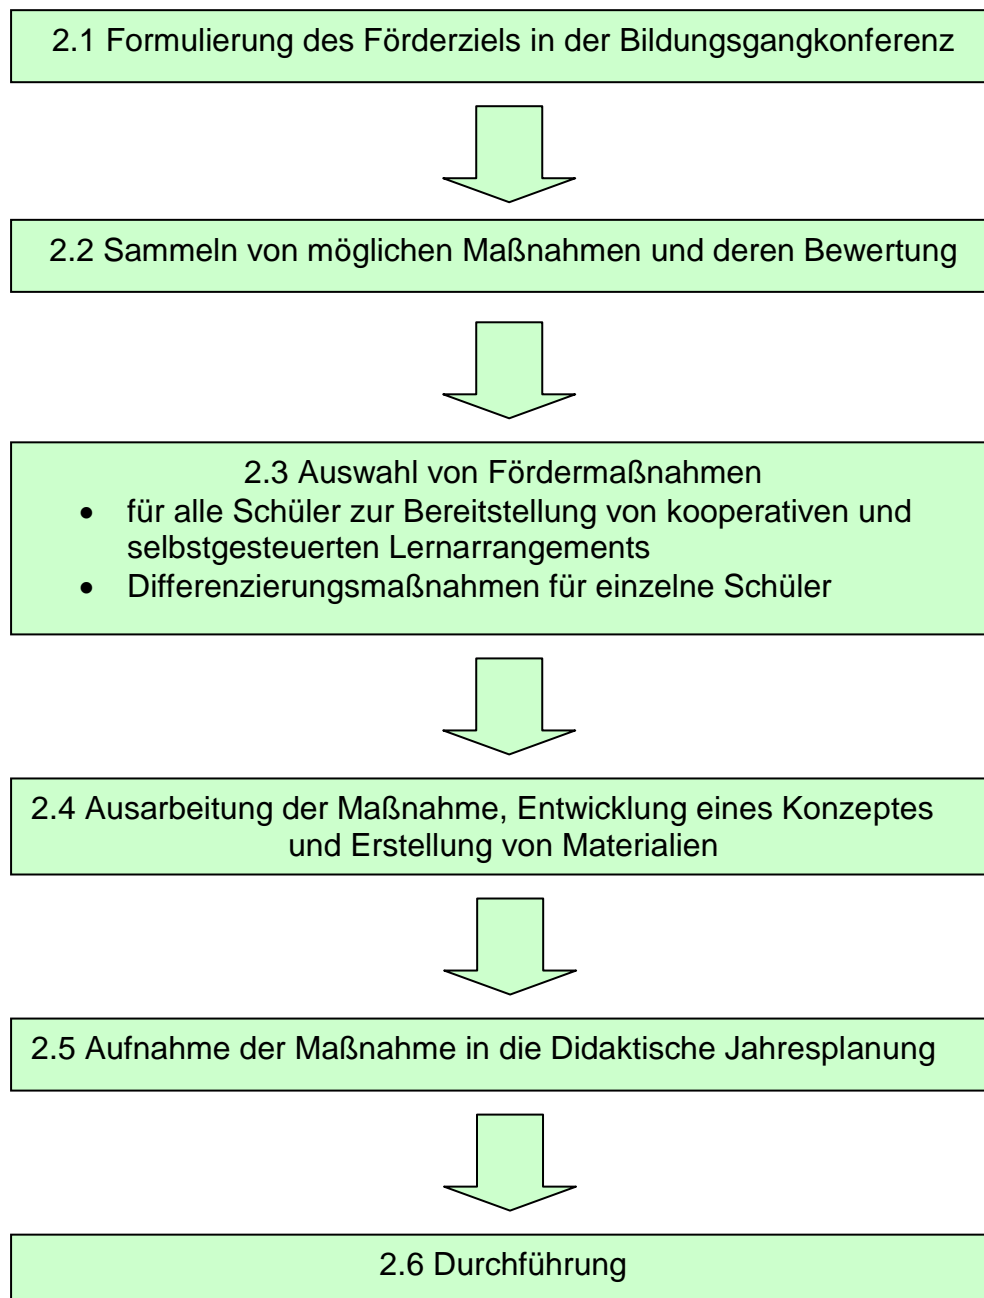 2.1 Formulierung des Förderziels in der Bildungsgangkonferenz
2.2 Sammeln von möglichen Maßnahmen und deren Bewertung
2.3 Auswahl von Fördermaßnahmen
• für alle Schüler zur Bereitstellung von kooperativen und
selbstgesteuerten Lernarrangements
• Differenzierungsmaßnahmen für einzelne Schüler
2.4 Ausarbeitung der Maßnahme, Entwicklung eines Konzeptes
und Erstellung von Materialien
2.5 Aufnahme der Maßnahme in die Didaktische Jahresplanung
2.6 Durchführung